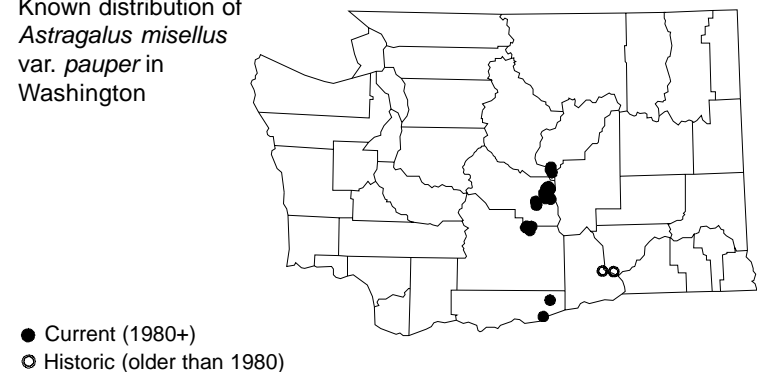 Known distribution of
Astragalus misellus
var. pauper in
Washington
Current (1980+)
Historic (older than 1980)